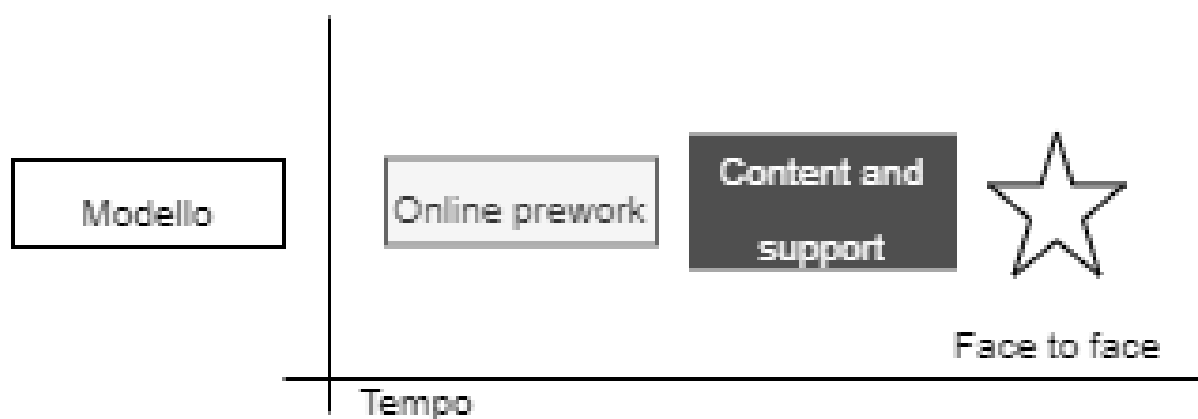 Modello
Online prework
Content and
support
Face to face
Tempo